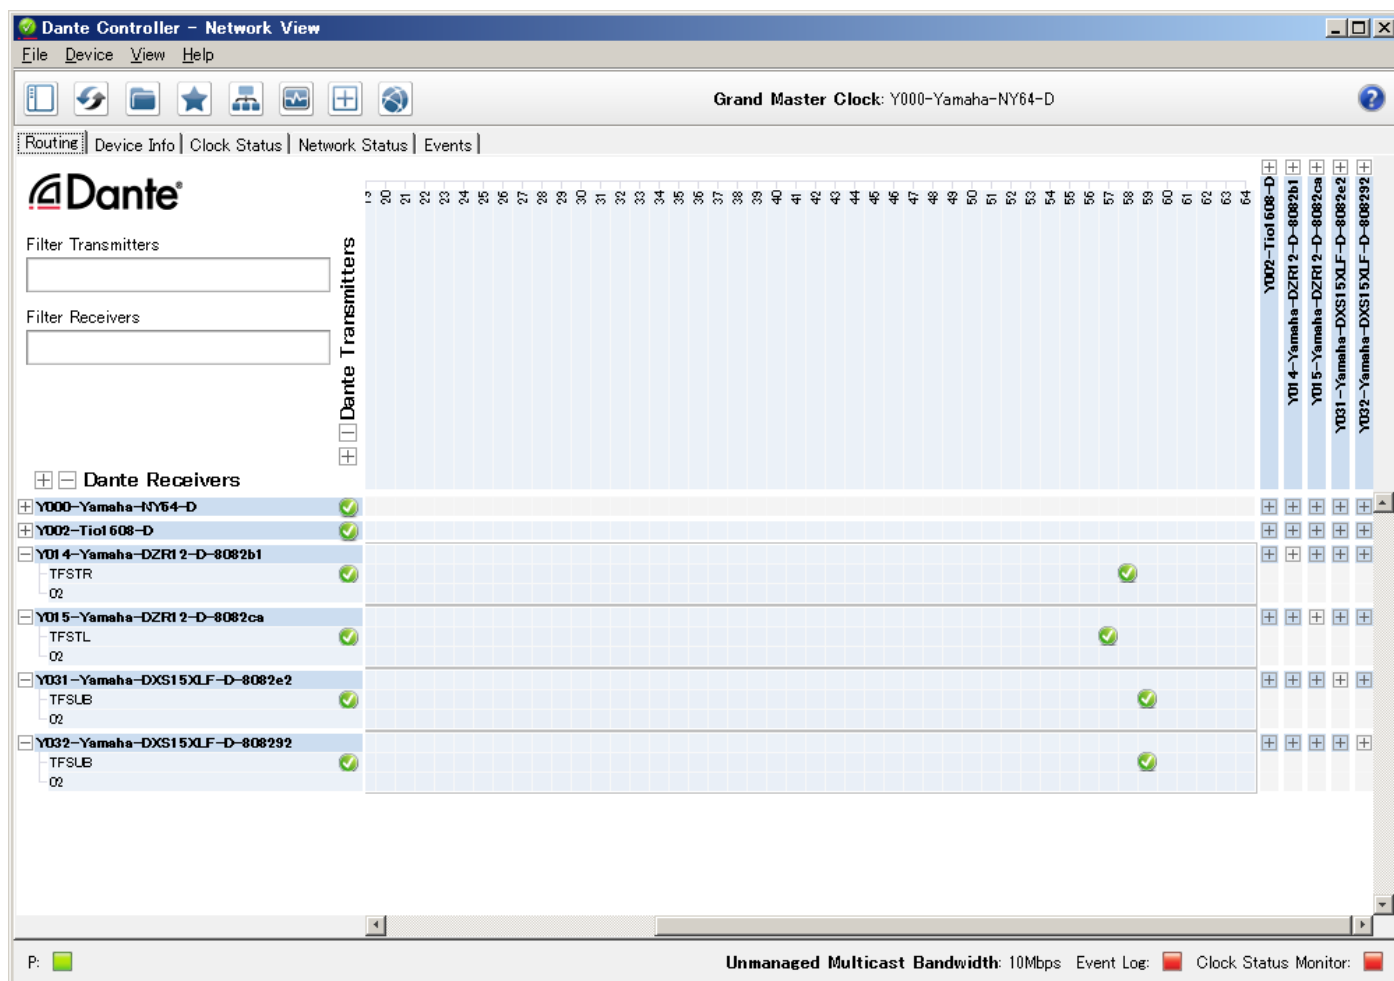 Dante Controller - Network View
File Device View Help
Grand Master Clock: Y000-Yamaha-NY64-D
Routing Device Info Clock Status Network Status Events
Dante
Filter Transmitters
Filter Receivers
Dante Transmitters
20 21 22 23 24 25 26 27 28 29 30 31 32 33 34 35 36 37 38 39 40 41 42 43 44 45 46 47 48 49 50 51 52 53 54 55 56 57 58 59 60 61 62 63 64
Y002-Tio1608-D
Y014-Yamaha-DZR12-D-8082b1
Y015-Yamaha-DZR12-D-8082ca
Y031-Yamaha-DXS15XLF-D-8082e2
Y032-Yamaha-DXS15XLF-D-808292
Dante Receivers
Y000-Yamaha-NY64-D
Y002-Tio1608-D
Y014-Yamaha-DZR12-D-8082b1
TFSTR
02
Y015-Yamaha-DZR12-D-8082ca
TFSTL
02
Y031-Yamaha-DXS15XLF-D-8082e2
TFSUB
02
Y032-Yamaha-DXS15XLF-D-808292
TFSUB
02
P: Unmanaged Multicast Bandwidth: 10Mbps Event Log: Clock Status Monitor: